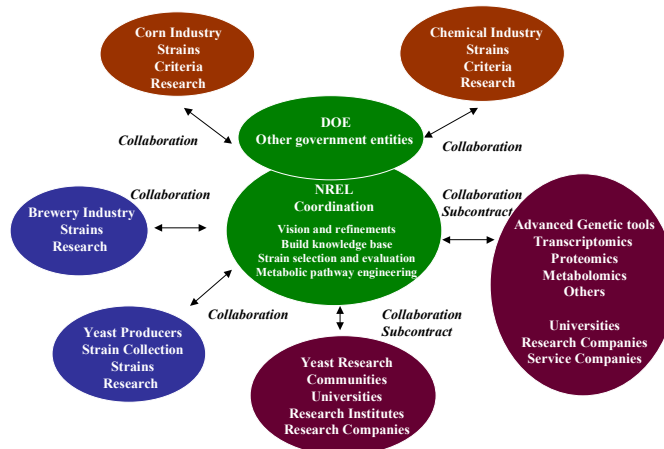 Corn Industry
Strains
Criteria
Research
Chemical Industry
Strains
Criteria
Research
DOE
Other government entities
Collaboration
Collaboration
NREL
Coordination
Vision and refinements
Build knowledge base
Strain selection and evaluation
Metabolic pathway engineering
Collaboration
Brewery Industry
Strains
Research
Collaboration
Subcontract
Advanced Genetic tools
Transcriptomics
Proteomics
Metabolomics
Others
Universities
Research Companies
Service Companies
Collaboration
Yeast Producers
Strain Collection
Strains
Research
Collaboration
Subcontract
Yeast Research
Communities
Universities
Research Institutes
Research Companies